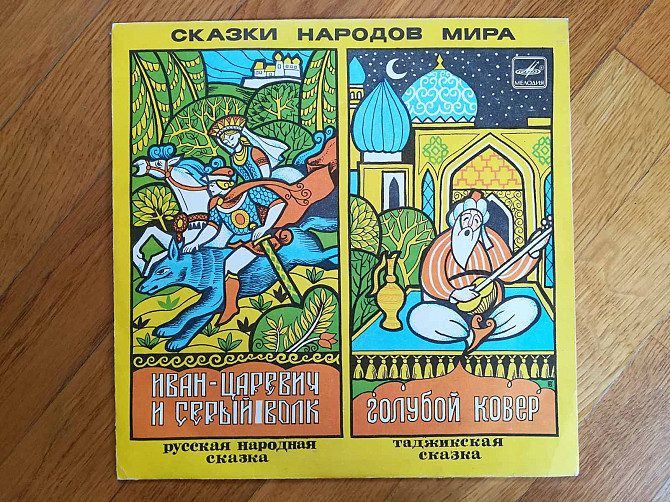 СКАЗКИ НАРОДОВ МИРА
МЕЛОДИЯ
ИВАН-ЦАРЕВИЧ
И СЕРЫЙ ВОЛК
РУССКАЯ НАРОДНАЯ
СКАЗКА
ГОЛУБОЙ КОВЕР
ТАДЖИКСКАЯ
СКАЗКА